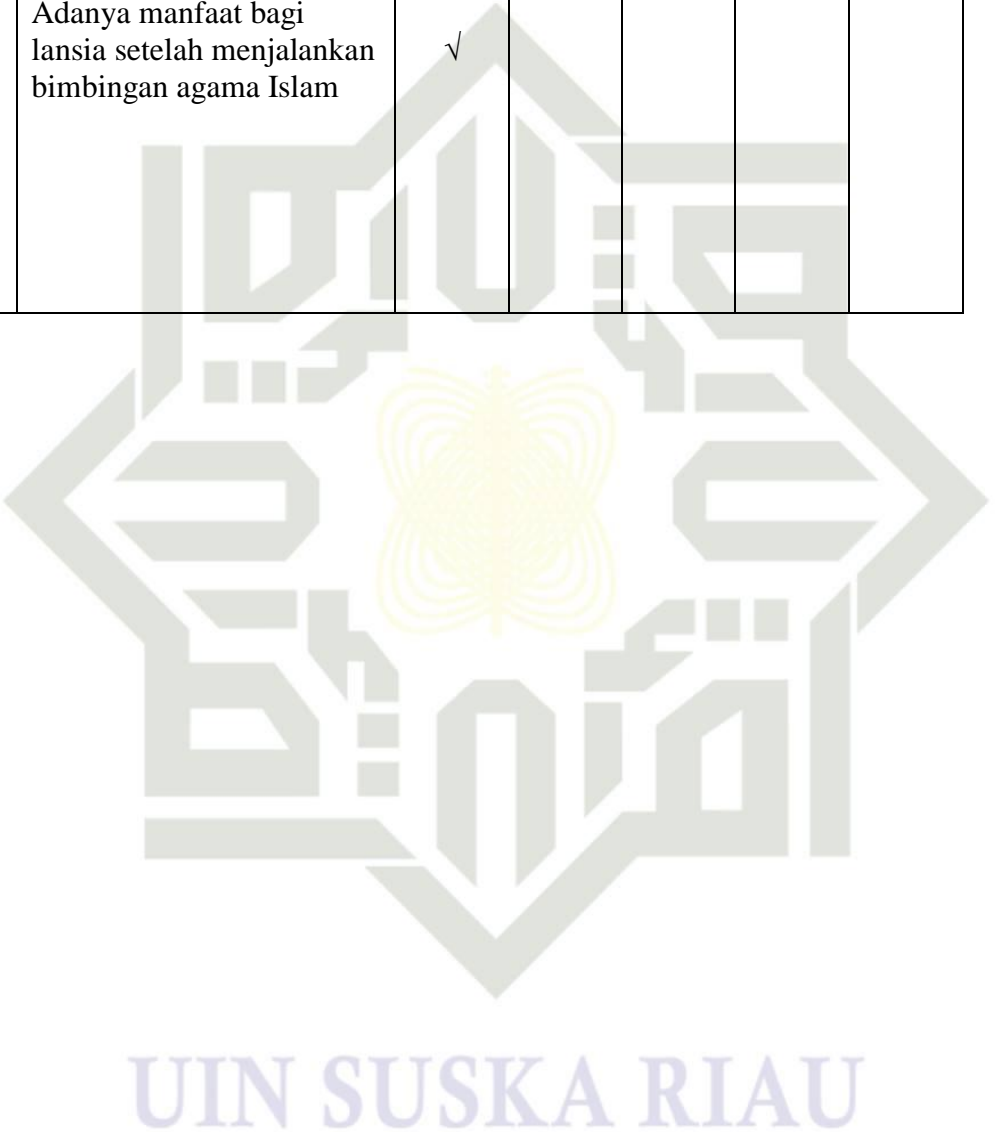 Adanya manfaat bagi
lansia setelah menjalankan √
bimbingan agama Islam
UIN SUSKA RIAU